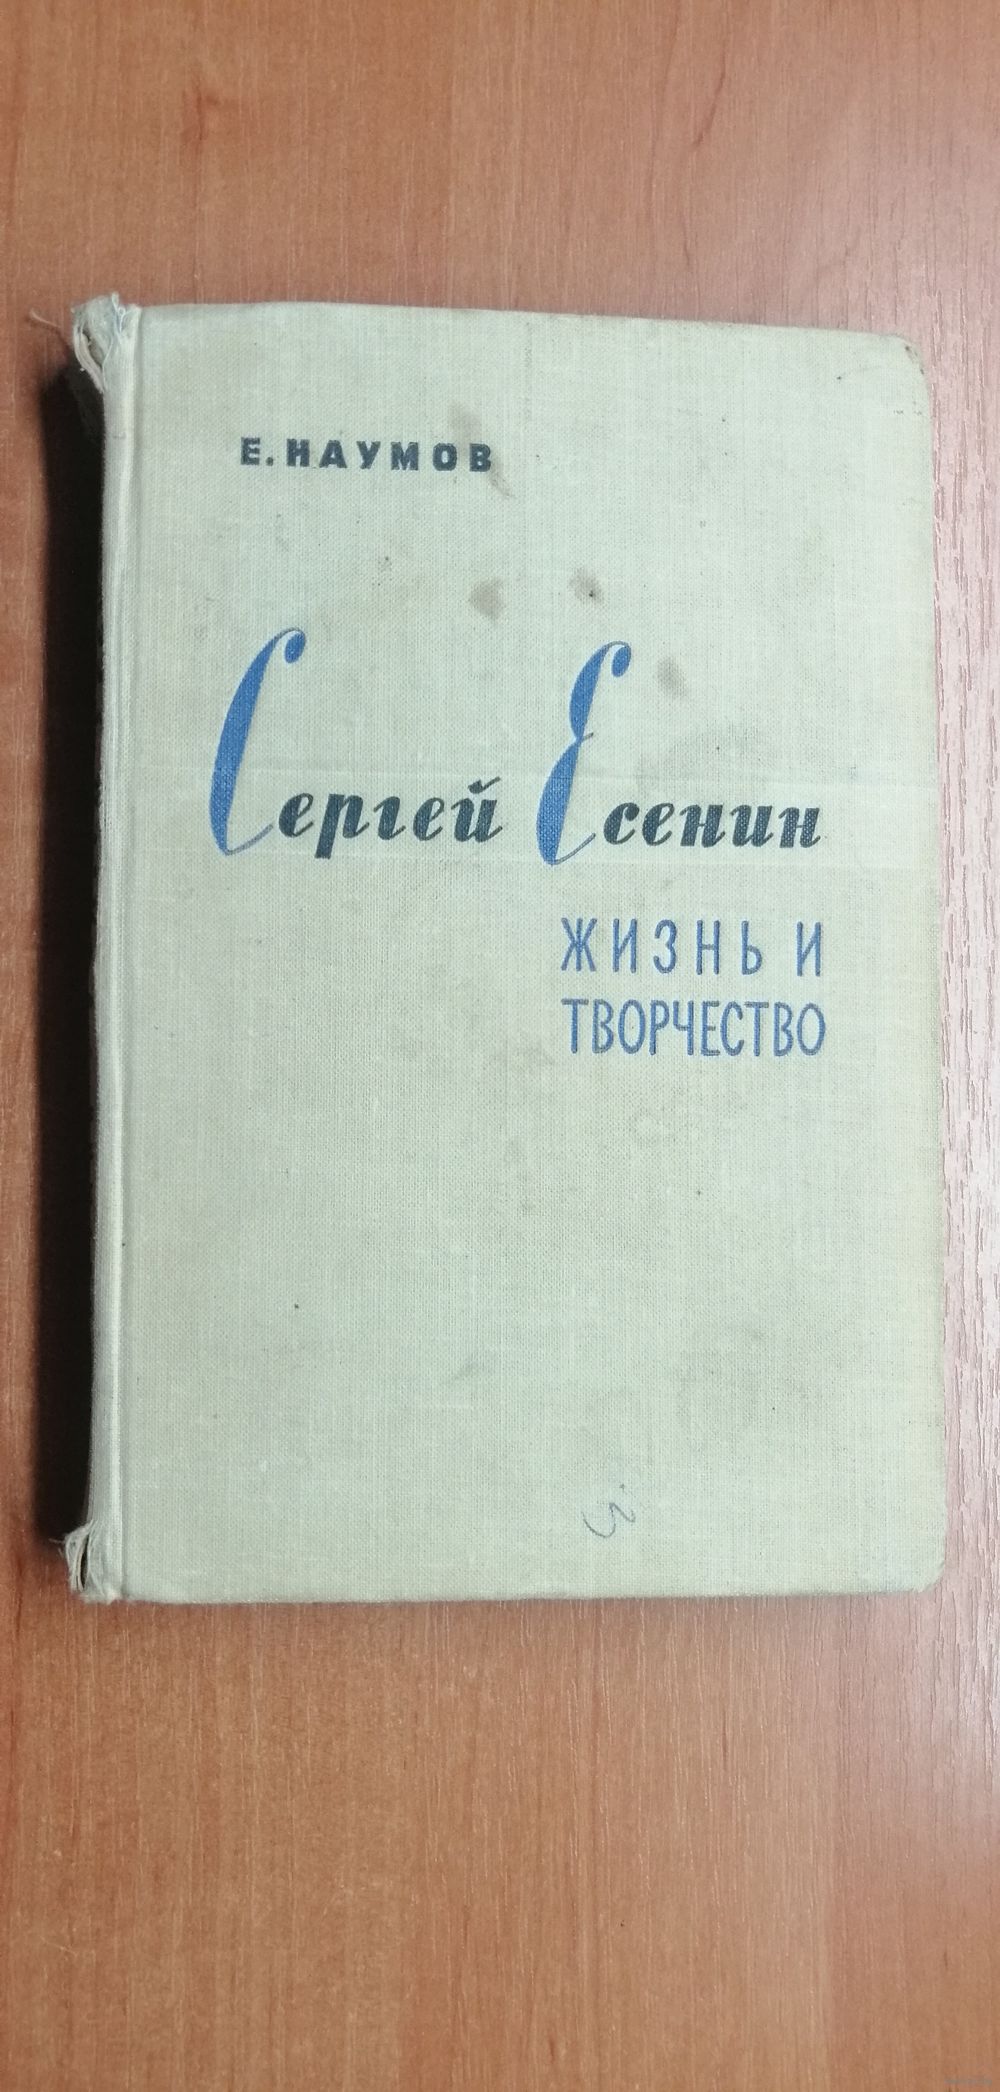 Е. НАУМОВ
Сергей Есенин
ЖИЗНЬ И
ТВОРЧЕСТВО